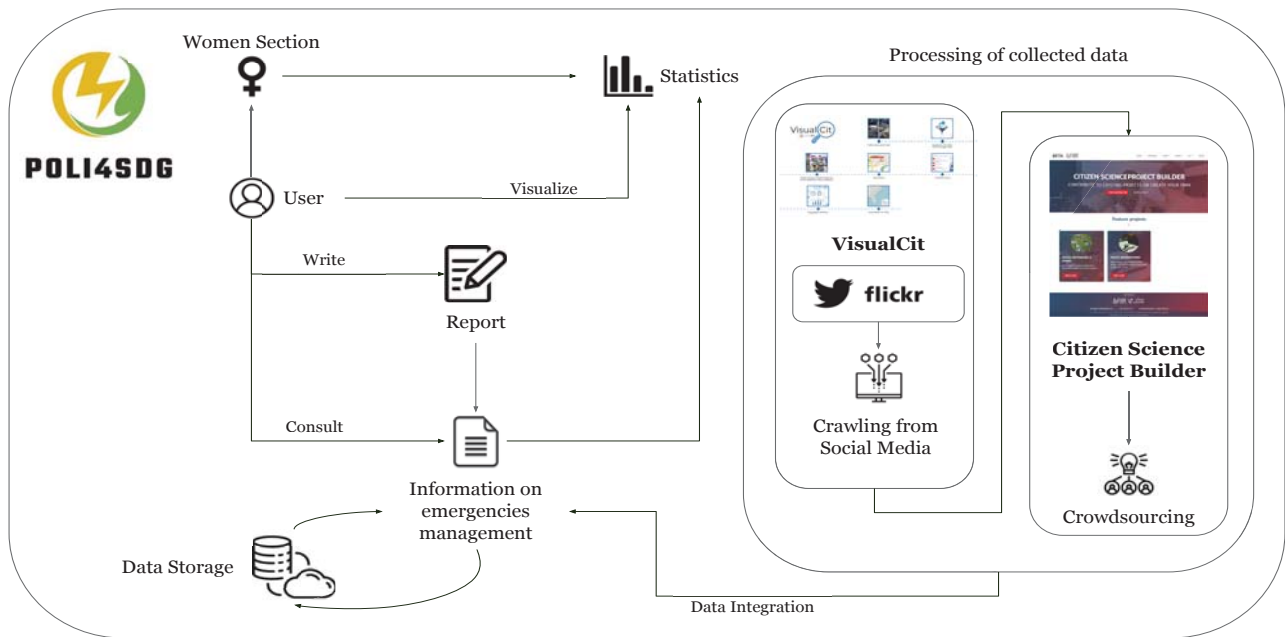 Women Section
Statistics
Processing of collected data
POLI4SDG
User
Visualize
Write
Report
Consult
Information on
emergencies
management
Data Storage
Data Integration
VisualCit
VisualCit
flickr
Crawling from
Social Media
CITIZEN SCIENCE PROJECT BUILDER
Citizen Science
Project Builder
Crowdsourcing